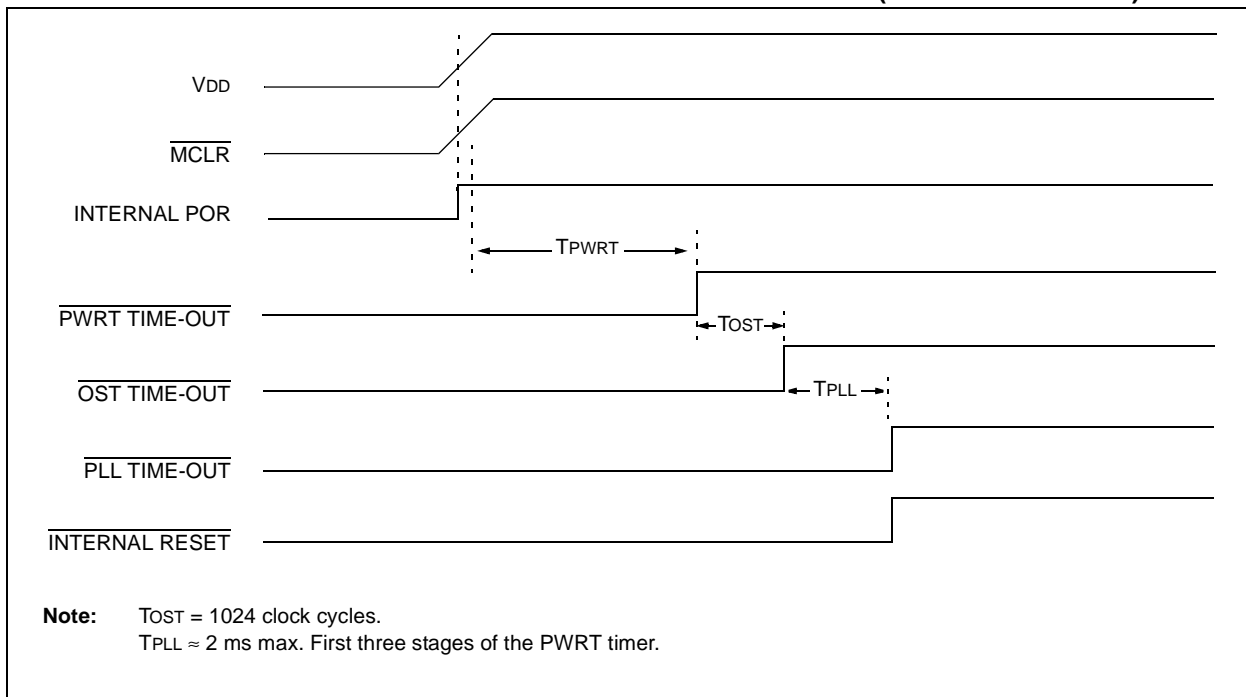 VDD
MCLR
INTERNAL POR
TPWRT
PWRT TIME-OUT
TOST
OST TIME-OUT
TPLL
PLL TIME-OUT
INTERNAL RESET
Note: TOST = 1024 clock cycles.
TPLL ≈ 2 ms max. First three stages of the PWRT timer.